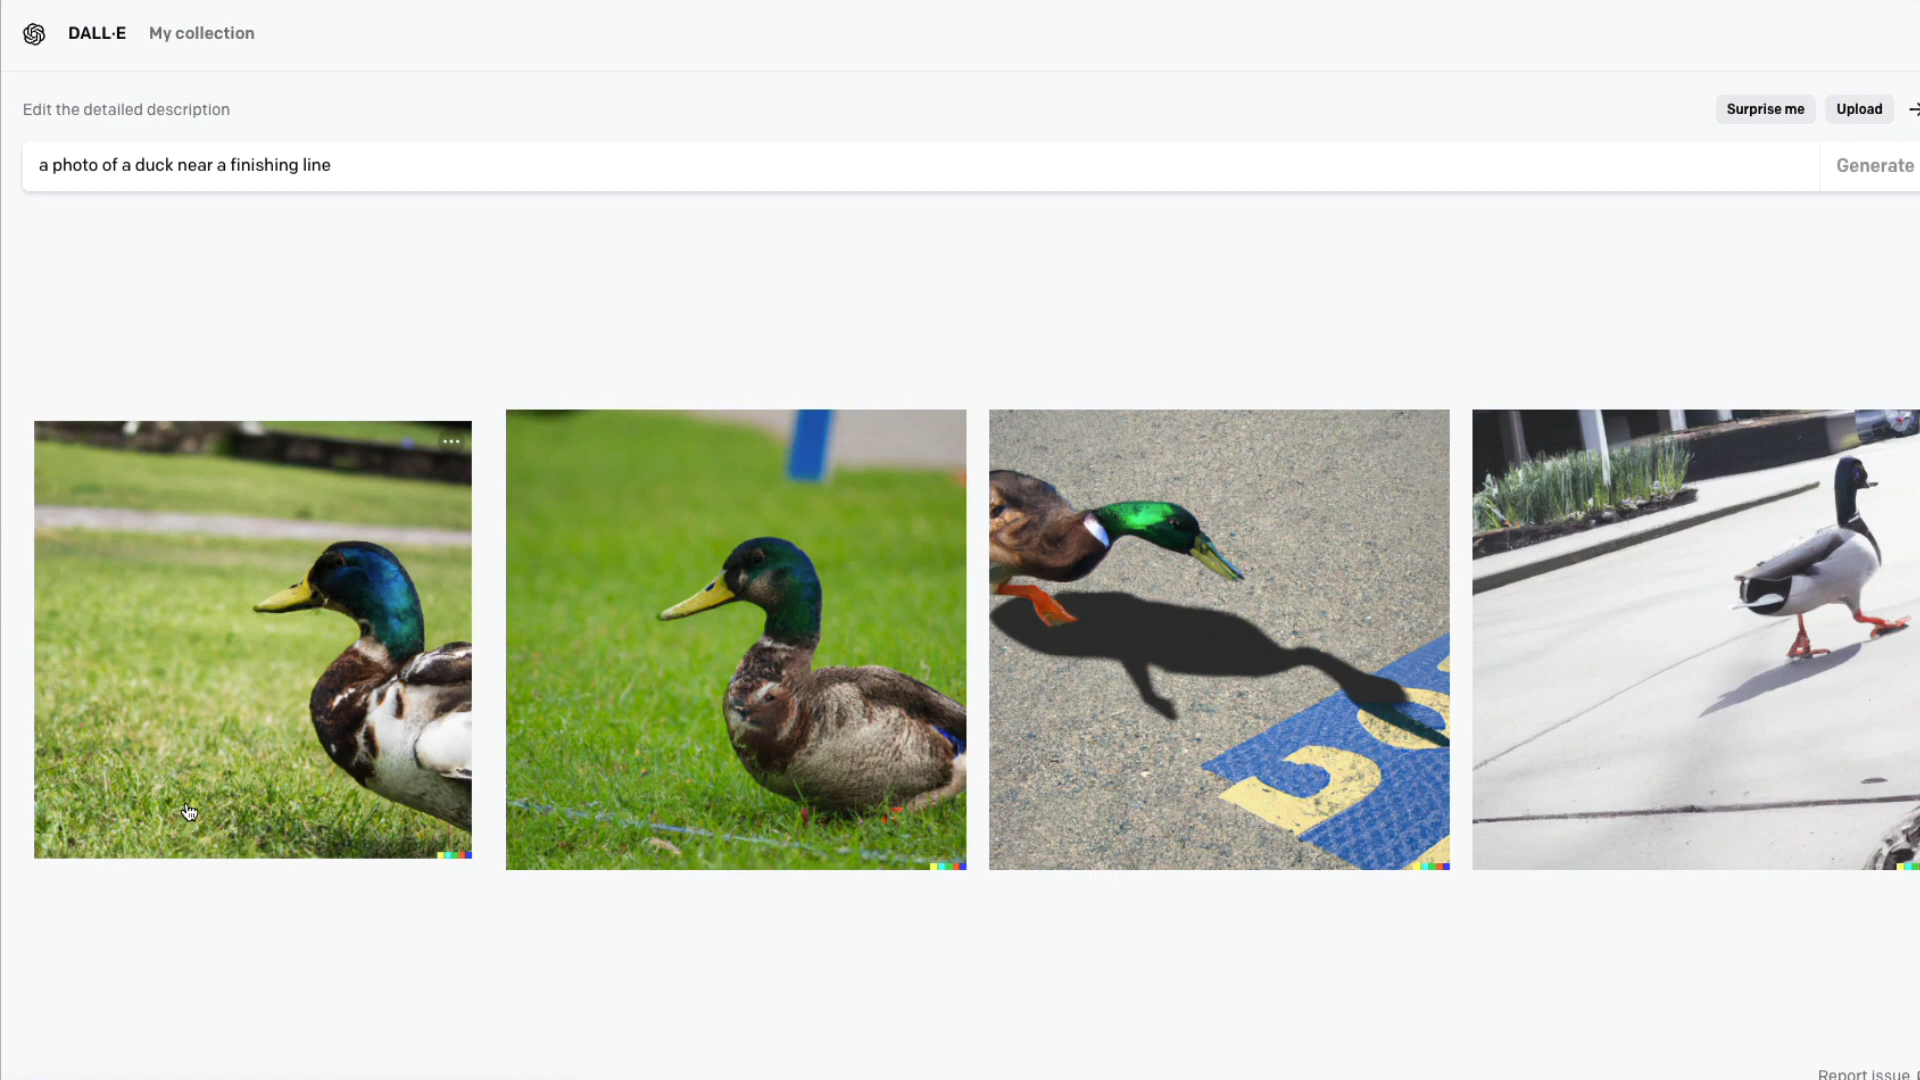 DALL·E My collection
Edit the detailed description
Surprise me Upload
a photo of a duck near a finishing line
Generate
Report issue